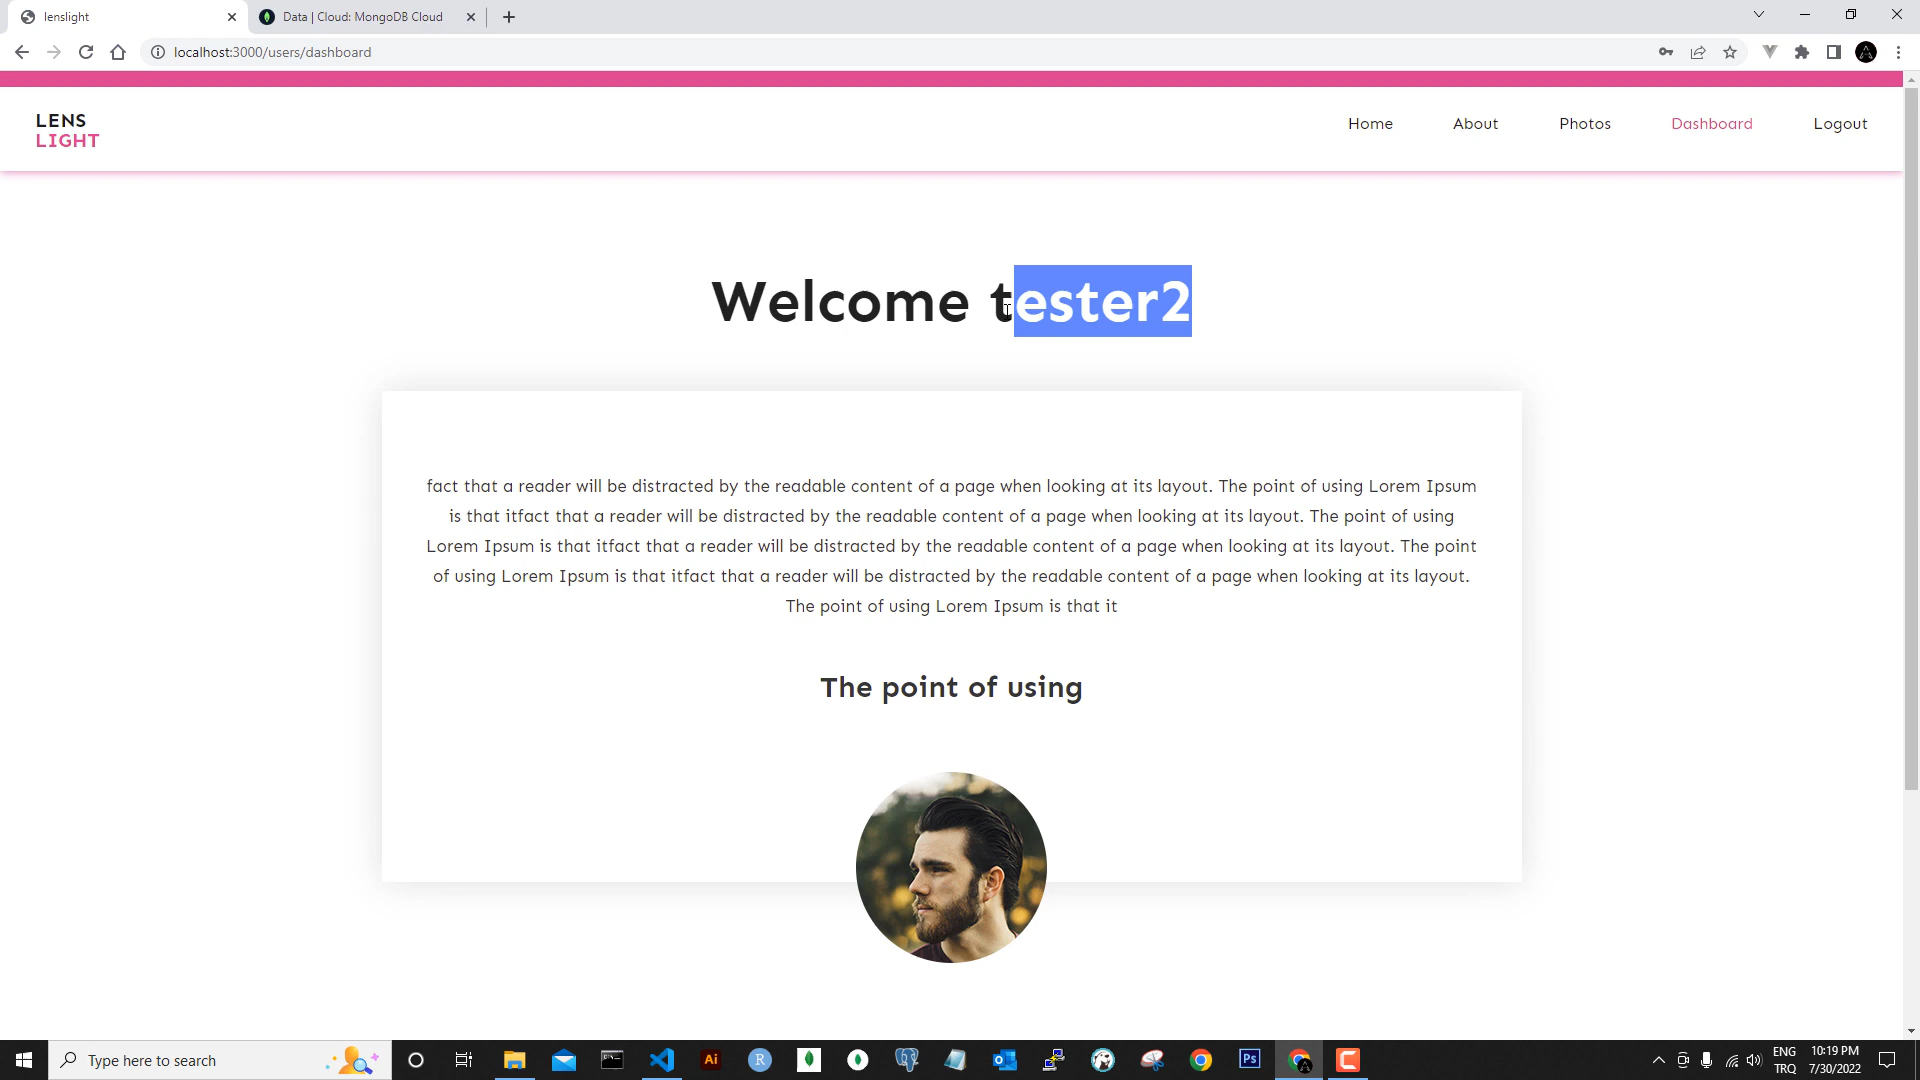 lenslight
Data | Cloud: MongoDB Cloud
localhost:3000/users/dashboard
LENS
LIGHT
Home
About
Photos
Dashboard
Logout
Welcome tester2
fact that a reader will be distracted by the readable content of a page when looking at its layout. The point of using Lorem Ipsum
is that itfact that a reader will be distracted by the readable content of a page when looking at its layout. The point of using
Lorem Ipsum is that itfact that a reader will be distracted by the readable content of a page when looking at its layout. The point
of using Lorem Ipsum is that itfact that a reader will be distracted by the readable content of a page when looking at its layout.
The point of using Lorem Ipsum is that it
The point of using
Type here to search
Ai
R
Ps
ENG
TRQ
10:19 PM
7/30/2022